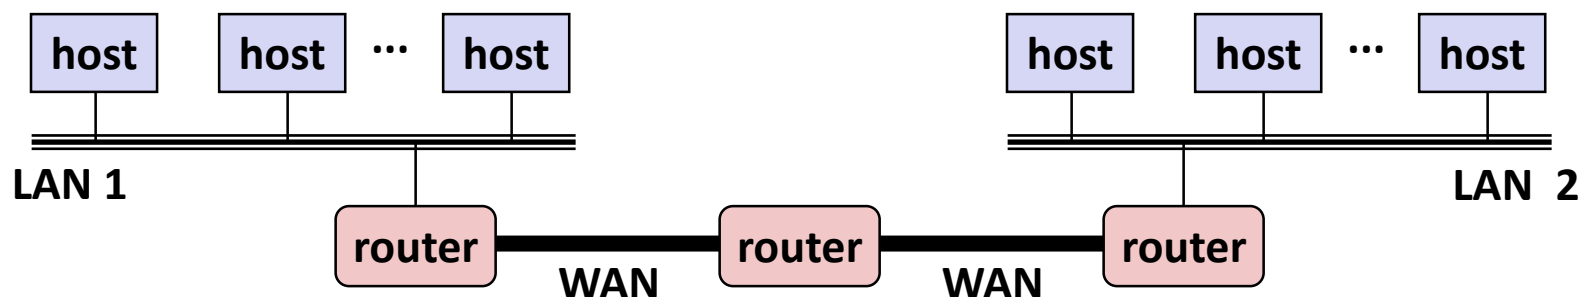 host host ... host host host ... host
LAN 1 LAN 2
router router router
WAN WAN